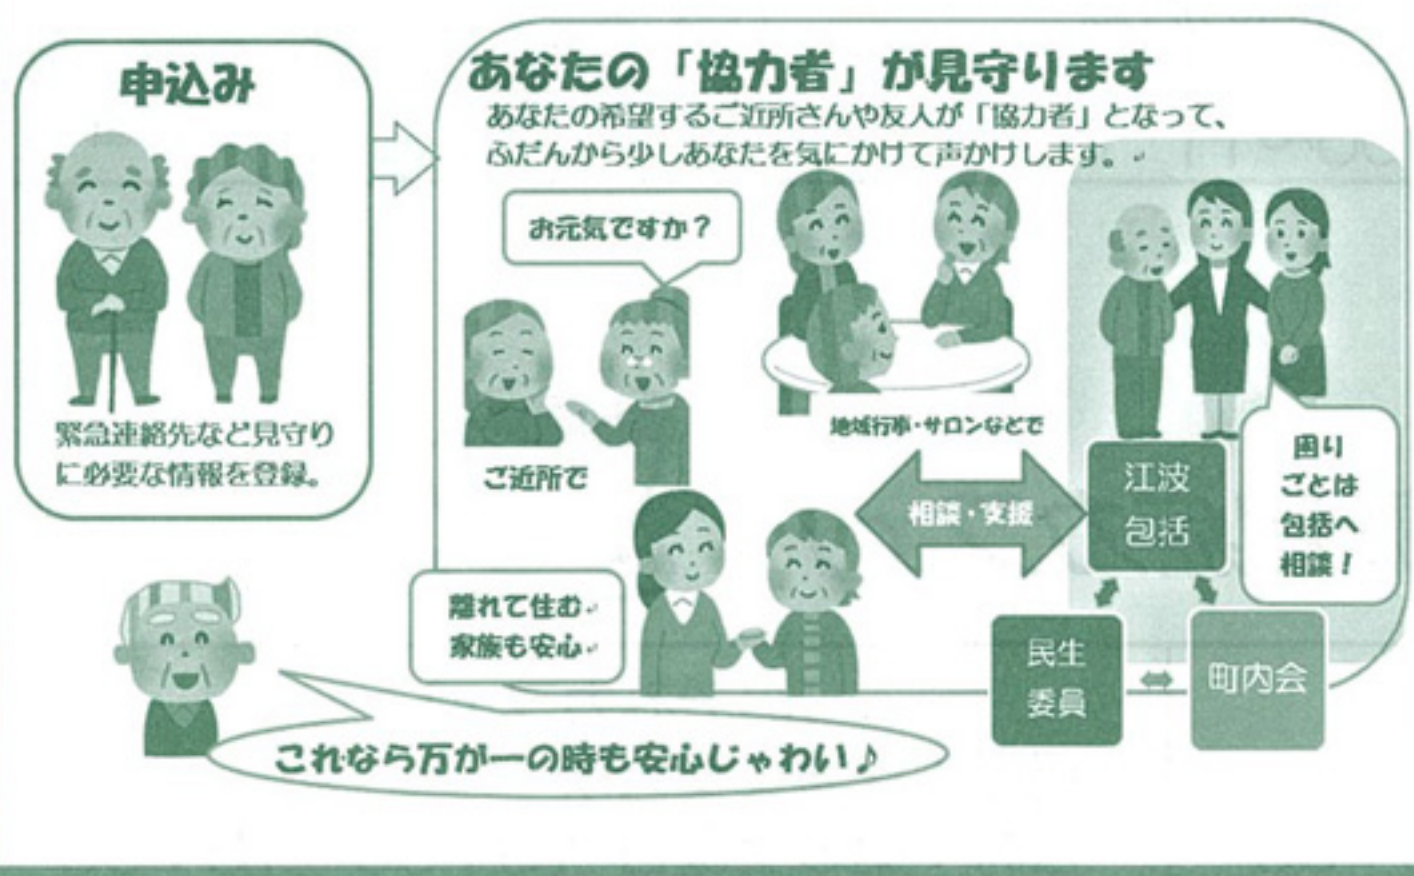 申込み
緊急連絡先など見守り
に必要な情報を登録。
あなたの「協力者」が見守ります
あなたの希望するご近所さんや友人が「協力者」となって、
ふだんから少しあなたを気にかけて声かけします。
お元気ですか？
ご近所で
地域行事・サロンなどで
相談・支援
江波
包括
困り
ごとは
包括へ
相談！
離れて住む
家族も安心
民生
委員
町内会
これなら万が一の時も安心じゃわい♪